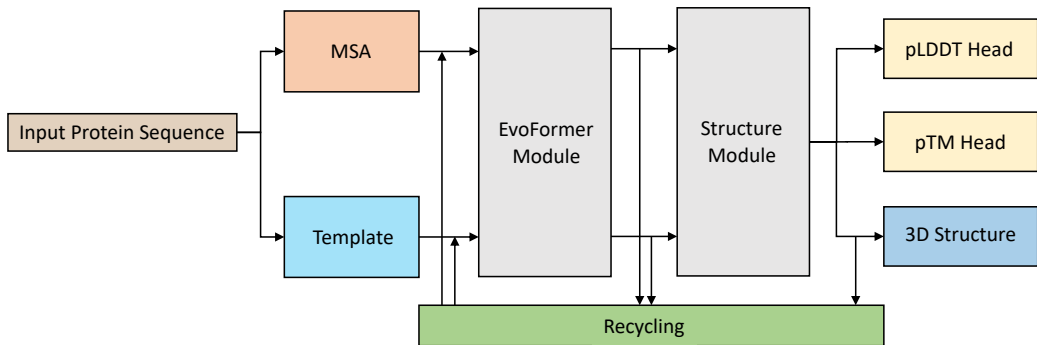 Input Protein Sequence
MSA
Template
EvoFormer
Module
Structure
Module
pLDDT Head
pTM Head
3D Structure
Recycling